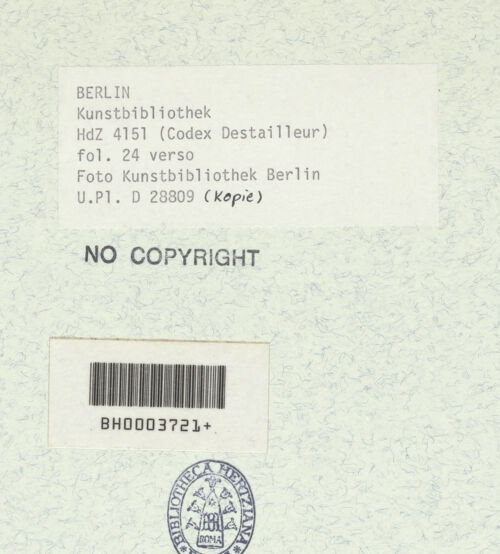 BERLIN
Kunstbibliothek
HdZ 4151 (Codex Destailleur)
fol. 24 verso
Foto Kunstbibliothek Berlin
U.Pl. D 28809 (Kopie)
NO COPYRIGHT
BH0003721+
BIBLIOTHECA HERTZIANA
ROMA